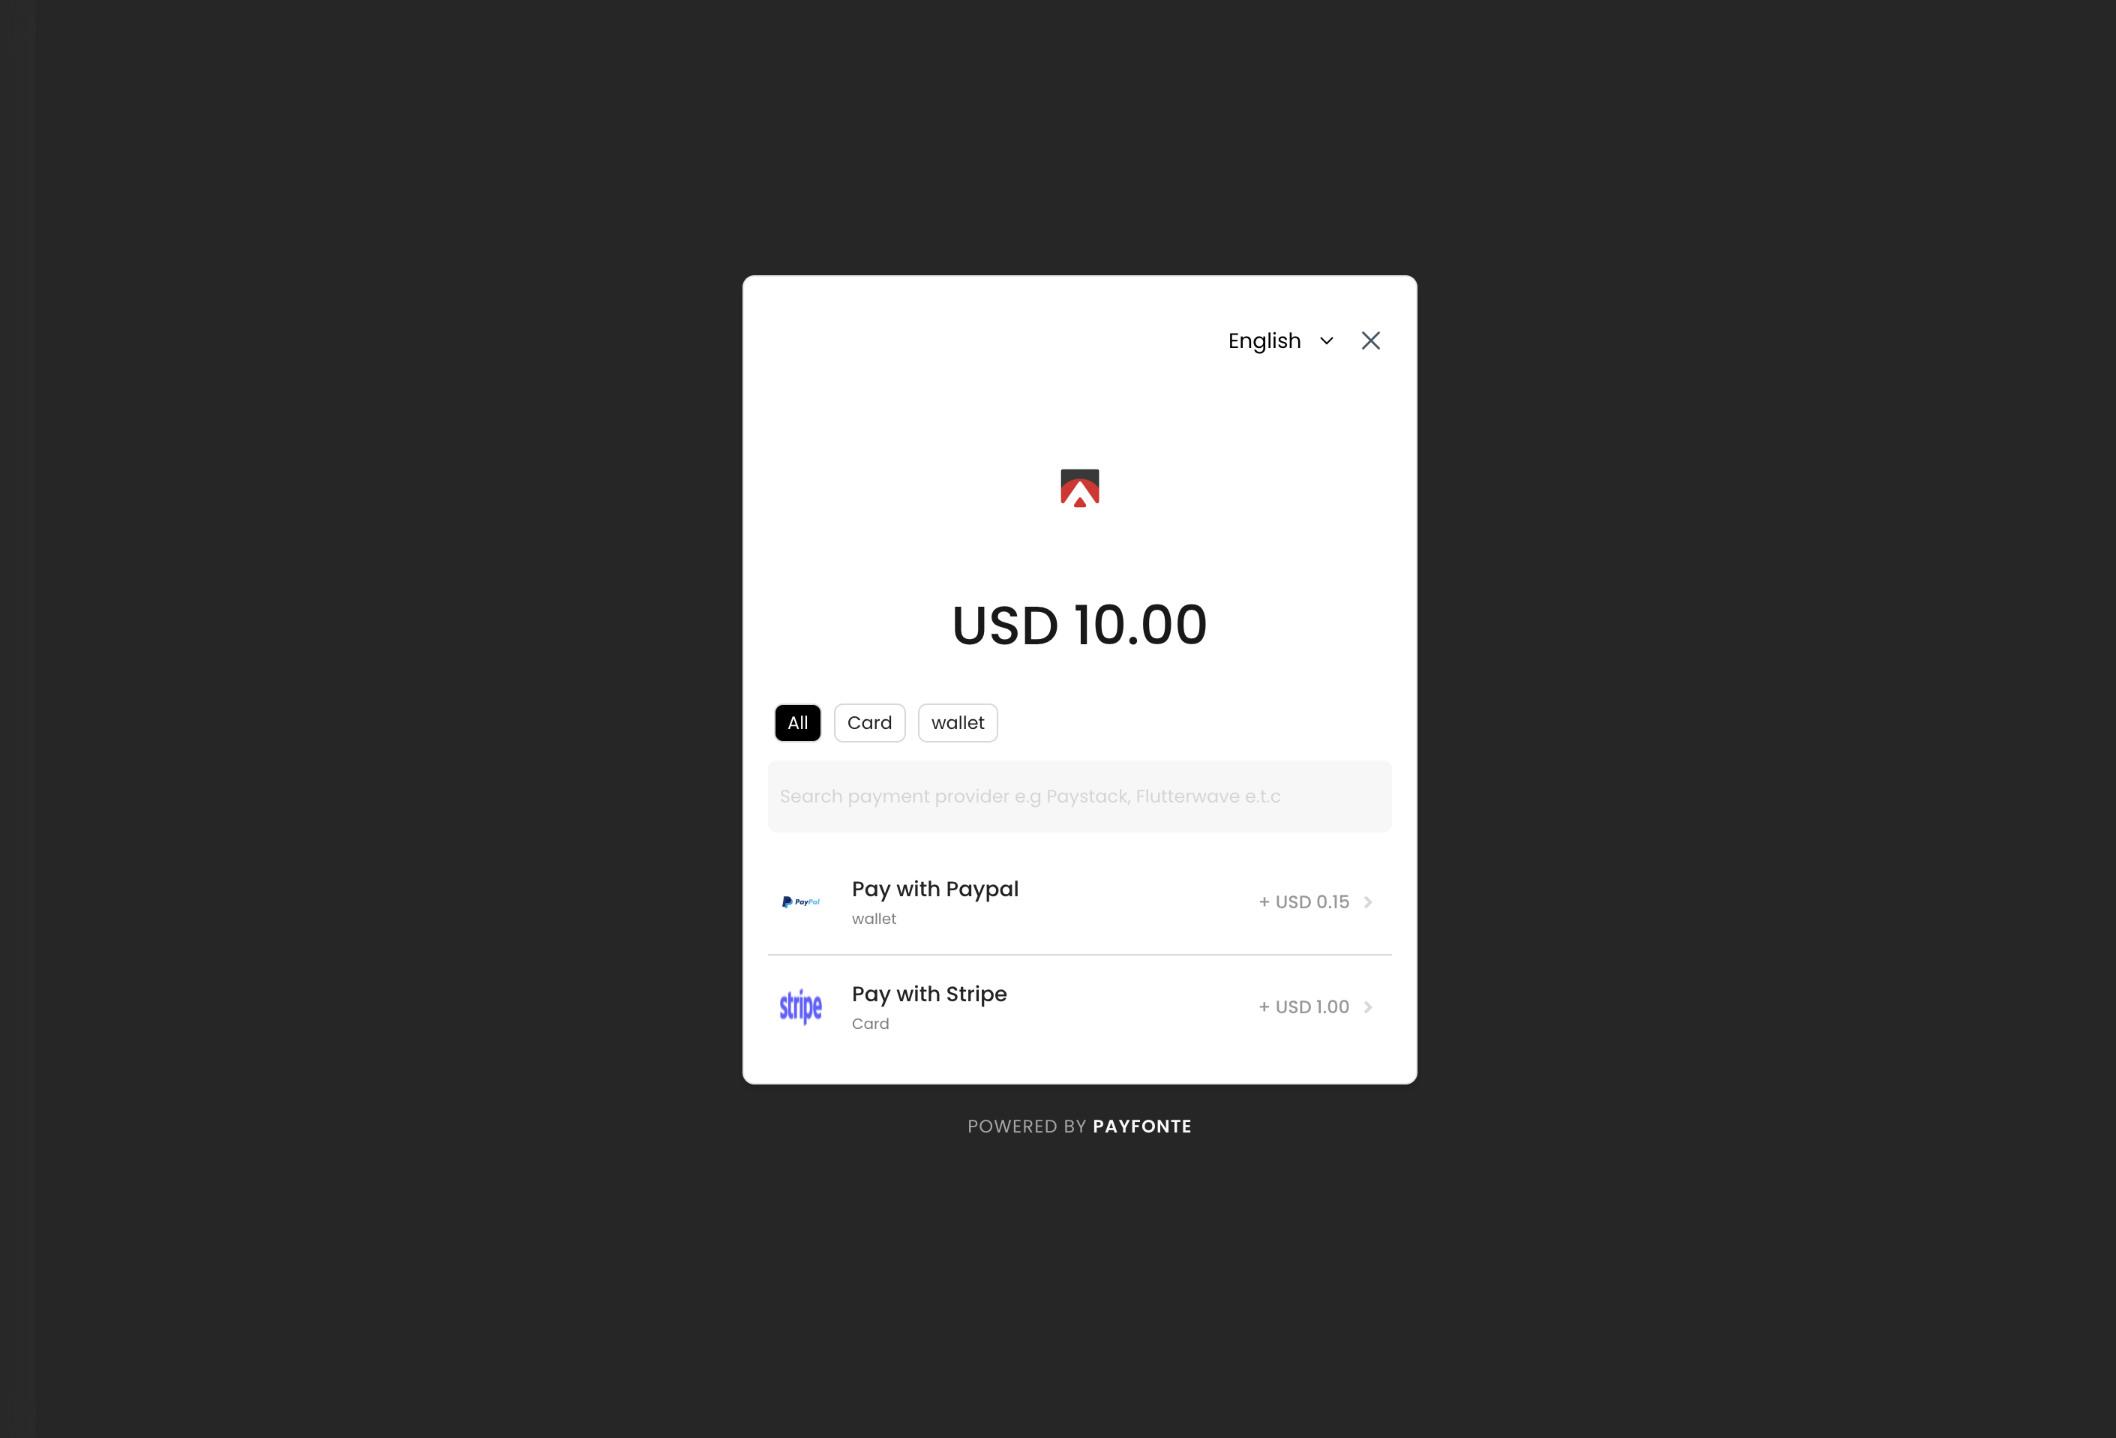 English
USD 10.00
All
Card
wallet
Search payment provider e.g Paystack, Flutterwave e.t.c
PayPal
Pay with Paypal
wallet
+ USD 0.15
stripe
Pay with Stripe
Card
+ USD 1.00
POWERED BY PAYFONTE